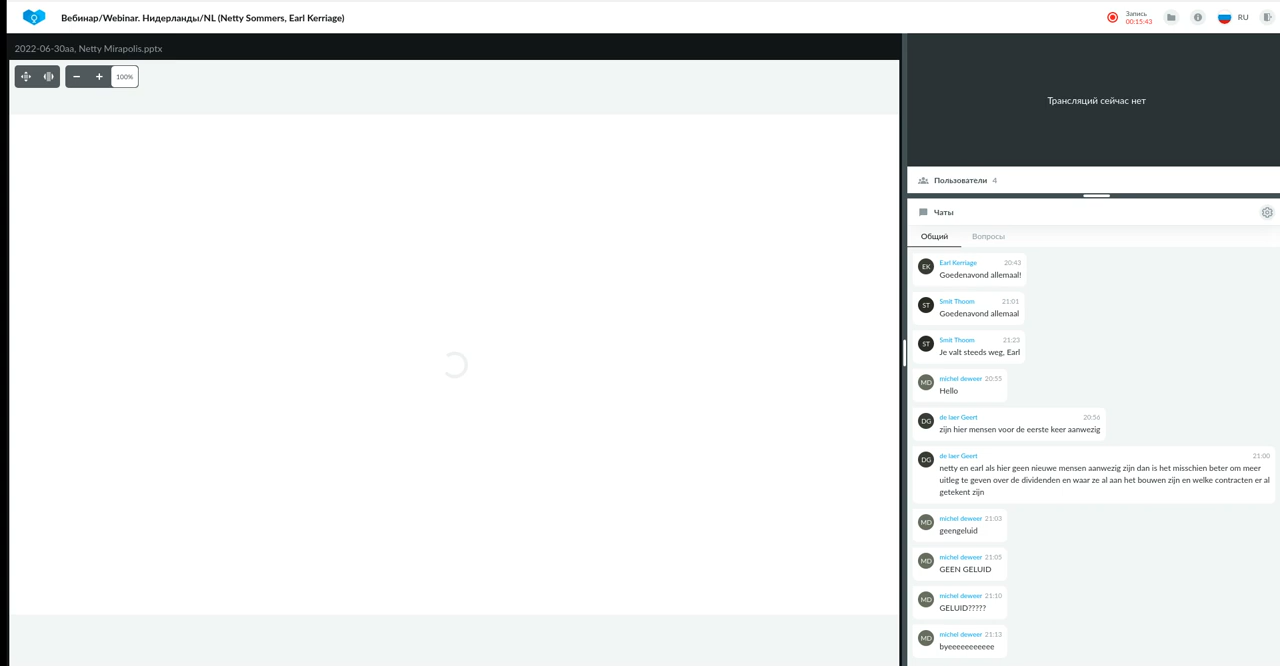 Вебинар/Webinar. Нидерланды/NL (Netty Sommers, Earl Kerriage)
Запись
00:15:43
RU
2022-06-30aa, Netty Mirapolis.pptx
100%
Трансляций сейчас нет
Пользователи 4
Чаты
Общий
Вопросы
EK
Earl Kerriage 20:43
Goedenavond allemaal!
ST
Smit Thoom 21:01
Goedenavond allemaal
ST
Smit Thoom 21:23
Je valt steeds weg, Earl
MD
michel deweer 20:55
Hello
DG
de laer Geert 20:56
zijn hier mensen voor de eerste keer aanwezig
DG
de laer Geert 21:00
netty en earl als hier geen nieuwe mensen aanwezig zijn dan is het misschien beter om meer
uitleg te geven over de dividenden en waar ze al aan het bouwen zijn en welke contracten er al
getekent zijn
MD
michel deweer 21:03
geengeluid
MD
michel deweer 21:05
GEEN GELUID
MD
michel deweer 21:10
GELUID?????
MD
michel deweer 21:13
byeeeeeeeeeee